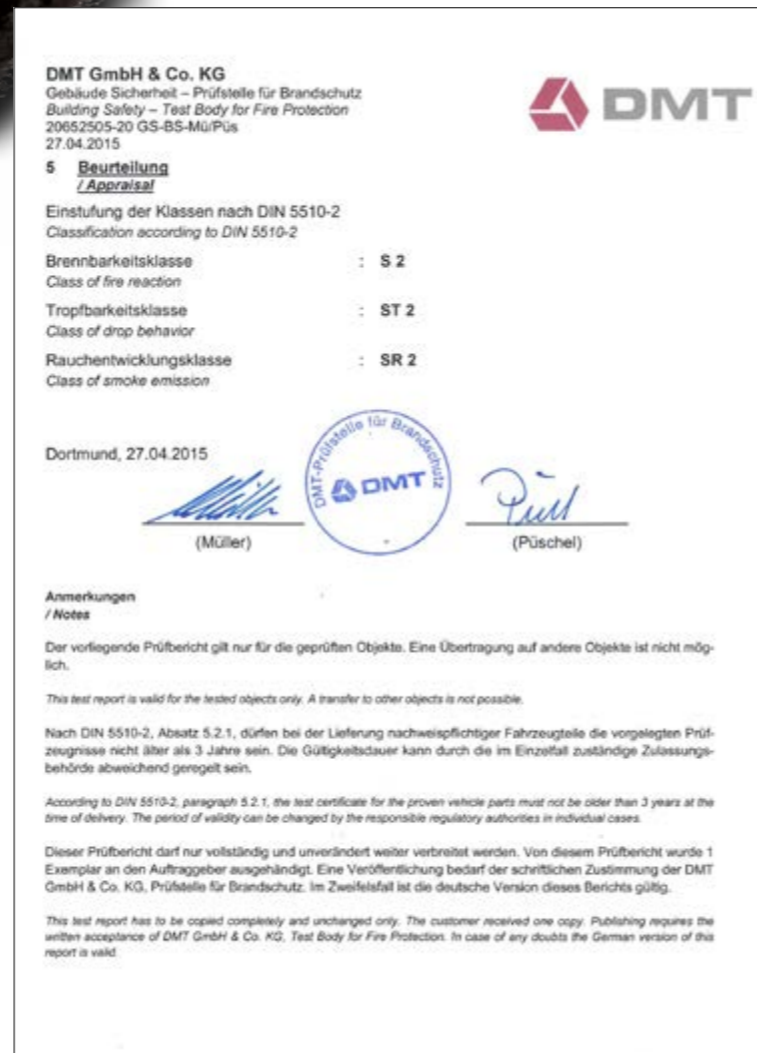 DMT GmbH & Co. KG
Gebäude Sicherheit – Prüfstelle für Brandschutz
Building Safety – Test Body for Fire Protection
20652505-20 GS-BS-Mü/Püs
27.04.2015
DMT
5 Beurteilung
/ Appraisal
Einstufung der Klassen nach DIN 5510-2
Classification according to DIN 5510-2
Brennbarkeitsklasse : S 2
Class of fire reaction
Tropfbarkeitsklasse : ST 2
Class of drop behavior
Rauchentwicklungsklasse : SR 2
Class of smoke emission
Dortmund, 27.04.2015
DMT-Prüfstelle für Brandschutz
DMT
(Müller) (Püschel)
Anmerkungen
/ Notes
Der vorliegende Prüfbericht gilt nur für die geprüften Objekte. Eine Übertragung auf andere Objekte ist nicht mög-
lich.
This test report is valid for the tested objects only. A transfer to other objects is not possible.
Nach DIN 5510-2, Absatz 5.2.1, dürfen bei der Lieferung nachweispflichtiger Fahrzeugteile die vorgelegten Prüf-
zeugnisse nicht älter als 3 Jahre sein. Die Gültigkeitsdauer kann durch die im Einzelfall zuständige Zulassungs-
behörde abweichend geregelt sein.
According to DIN 5510-2, paragraph 5.2.1, the test certificate for the proven vehicle parts must not be older than 3 years at the
time of delivery. The period of validity can be changed by the responsible regulatory authorities in individual cases.
Dieser Prüfbericht darf nur vollständig und unverändert weiter verbreitet werden. Von diesem Prüfbericht wurde 1
Exemplar an den Auftraggeber ausgehändigt. Eine Veröffentlichung bedarf der schriftlichen Zustimmung der DMT
GmbH & Co. KG, Prüfstelle für Brandschutz. Im Zweifelsfall ist die deutsche Version dieses Berichts gültig.
This test report has to be copied completely and unchanged only. The customer received one copy. Publishing requires the
written acceptance of DMT GmbH & Co. KG, Test Body for Fire Protection. In case of any doubts the German version of this
report is valid.